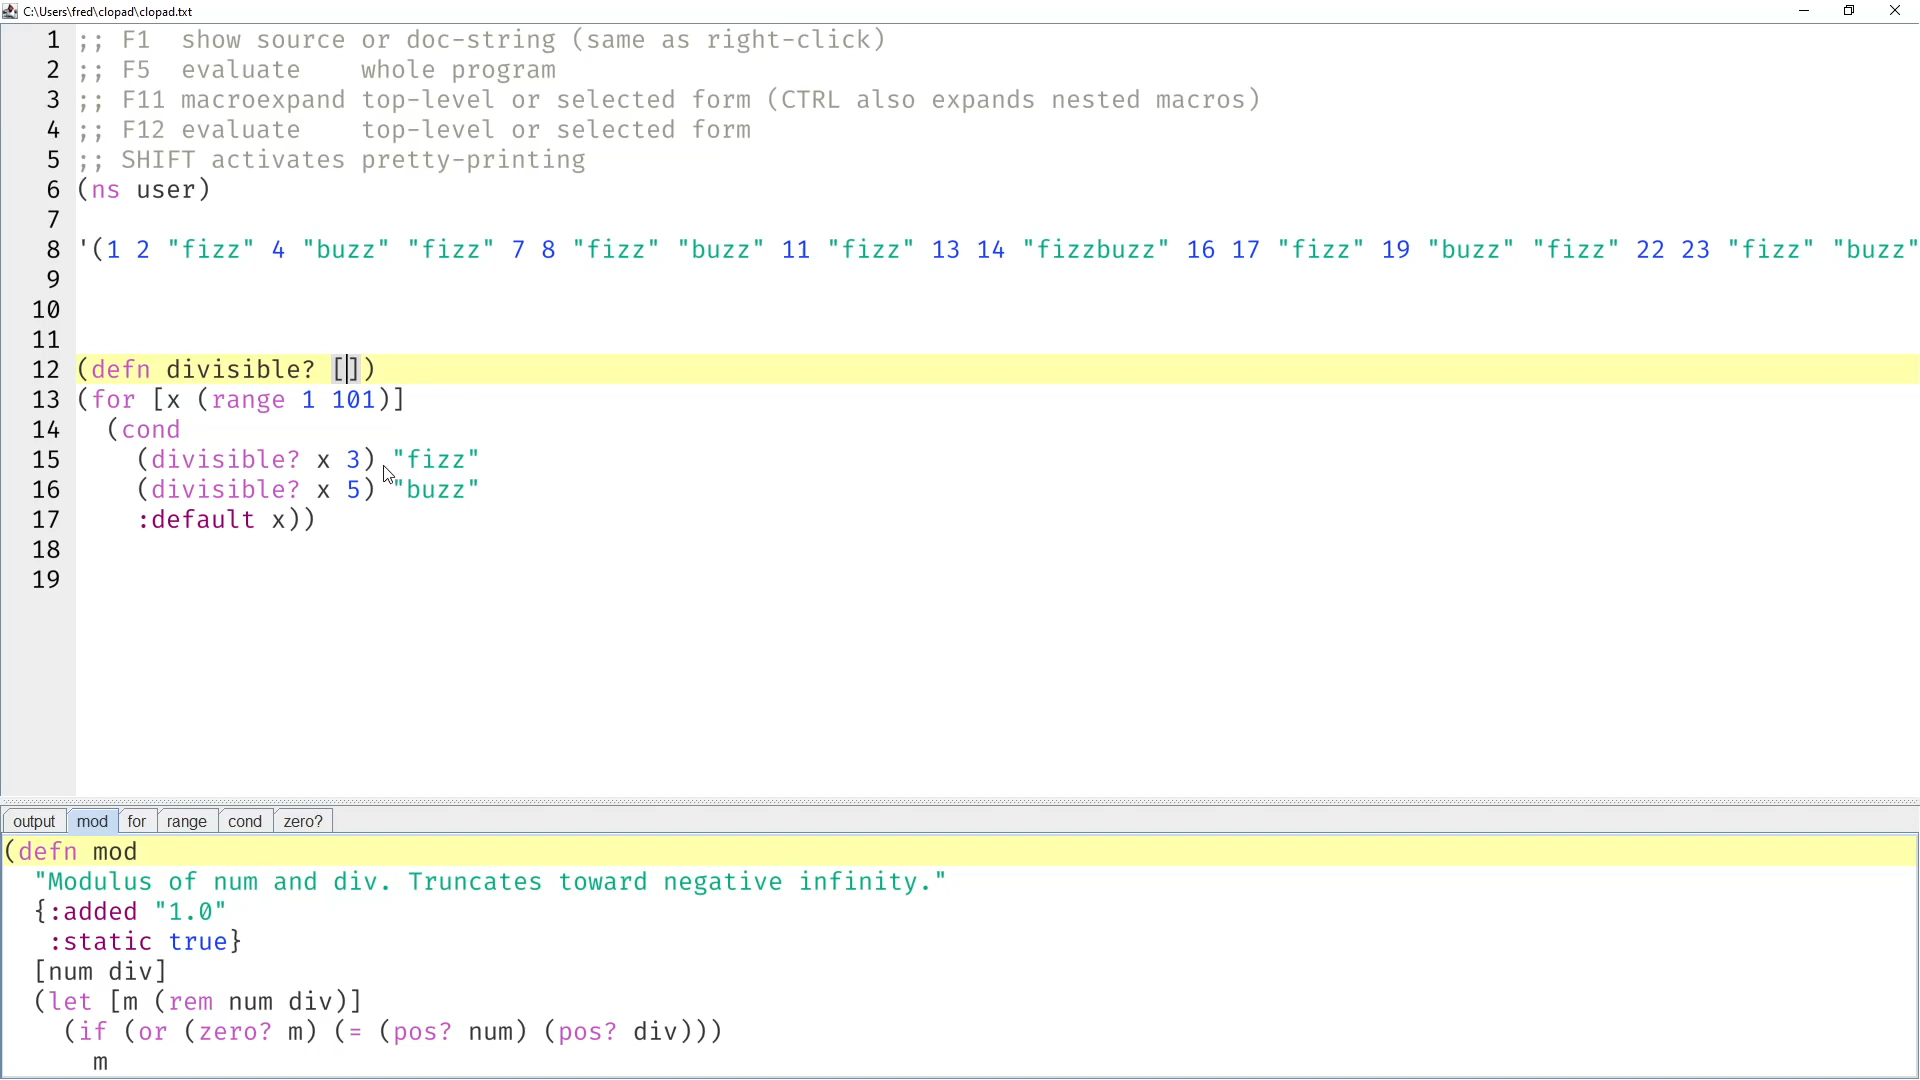 C:\Users\fred\clopad\clopad.txt
1 ;; F1  show source or doc-string (same as right-click)
2 ;; F5  evaluate    whole program
3 ;; F11 macroexpand top-level or selected form (CTRL also expands nested macros)
4 ;; F12 evaluate    top-level or selected form
5 ;; SHIFT activates pretty-printing
6 (ns user)
7
8 '(1 2 "fizz" 4 "buzz" "fizz" 7 8 "fizz" "buzz" 11 "fizz" 13 14 "fizzbuzz" 16 17 "fizz" 19 "buzz" "fizz" 22 23 "fizz" "buzz"
9
10
11
12 (defn divisible? [])
13 (for [x (range 1 101)]
14   (cond
15     (divisible? x 3) "fizz"
16     (divisible? x 5) "buzz"
17     :default x))
18
19
output mod for range cond zero?
(defn mod
  "Modulus of num and div. Truncates toward negative infinity."
  {:added "1.0"
   :static true}
  [num div]
  (let [m (rem num div)]
    (if (or (zero? m) (= (pos? num) (pos? div)))
      m